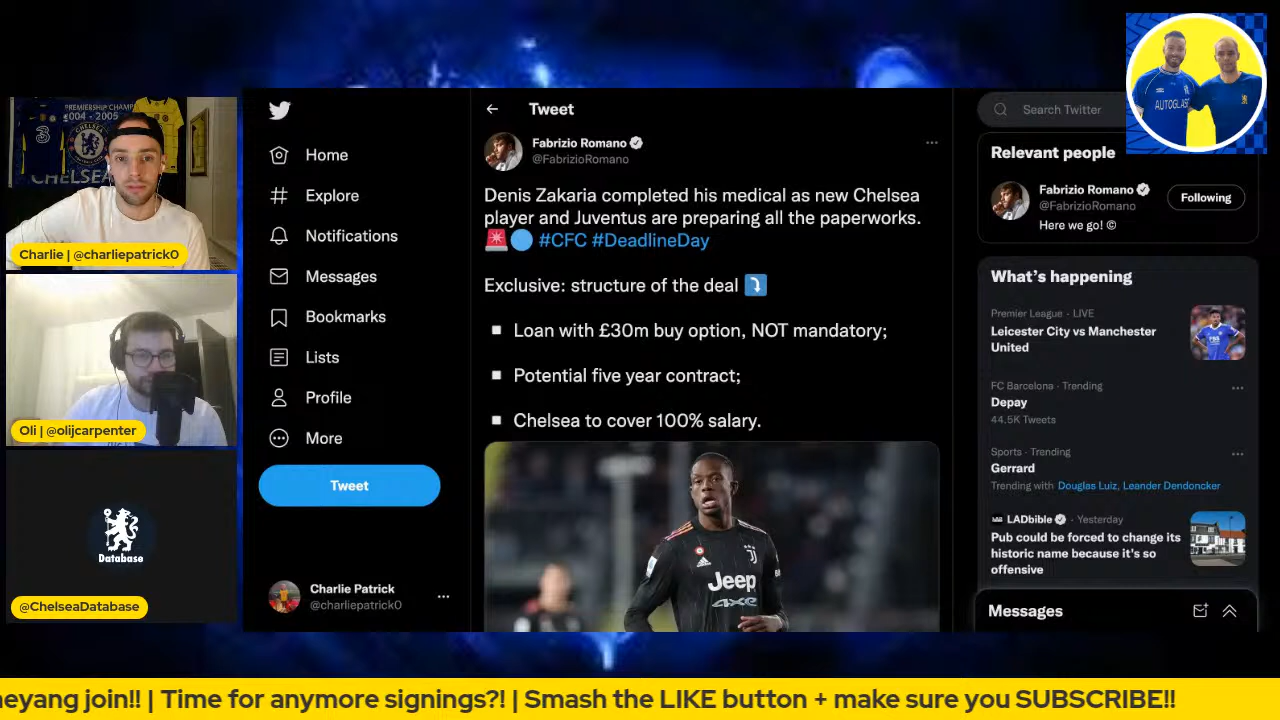 PREMIERSHIP CHAMP
2004 - 2005
CHELSEA
3
Charlie | @charliepatrick0
Oli | @olijcarpenter
Database
@ChelseaDatabase
Home
Explore
Notifications
Messages
Bookmarks
Lists
Profile
More
Tweet
Charlie Patrick
@charliepatrick0
Tweet
Fabrizio Romano
@FabrizioRomano
Denis Zakaria completed his medical as new Chelsea
player and Juventus are preparing all the paperworks.
#CFC #DeadlineDay
Exclusive: structure of the deal
Loan with £30m buy option, NOT mandatory;
Potential five year contract;
Chelsea to cover 100% salary.
Jeep
4xe
Search Twitter
AUTOGLASS
Relevant people
Fabrizio Romano
@FabrizioRomano
Following
Here we go! ©
What's happening
Premier League · LIVE
Leicester City vs Manchester
United
FC Barcelona · Trending
Depay
44.5K Tweets
Sports · Trending
Gerrard
Trending with Douglas Luiz, Leander Dendoncker
LADbible · Yesterday
Pub could be forced to change its
historic name because it's so
offensive
Messages
neyang join!! | Time for anymore signings?! | Smash the LIKE button + make sure you SUBSCRIBE!!